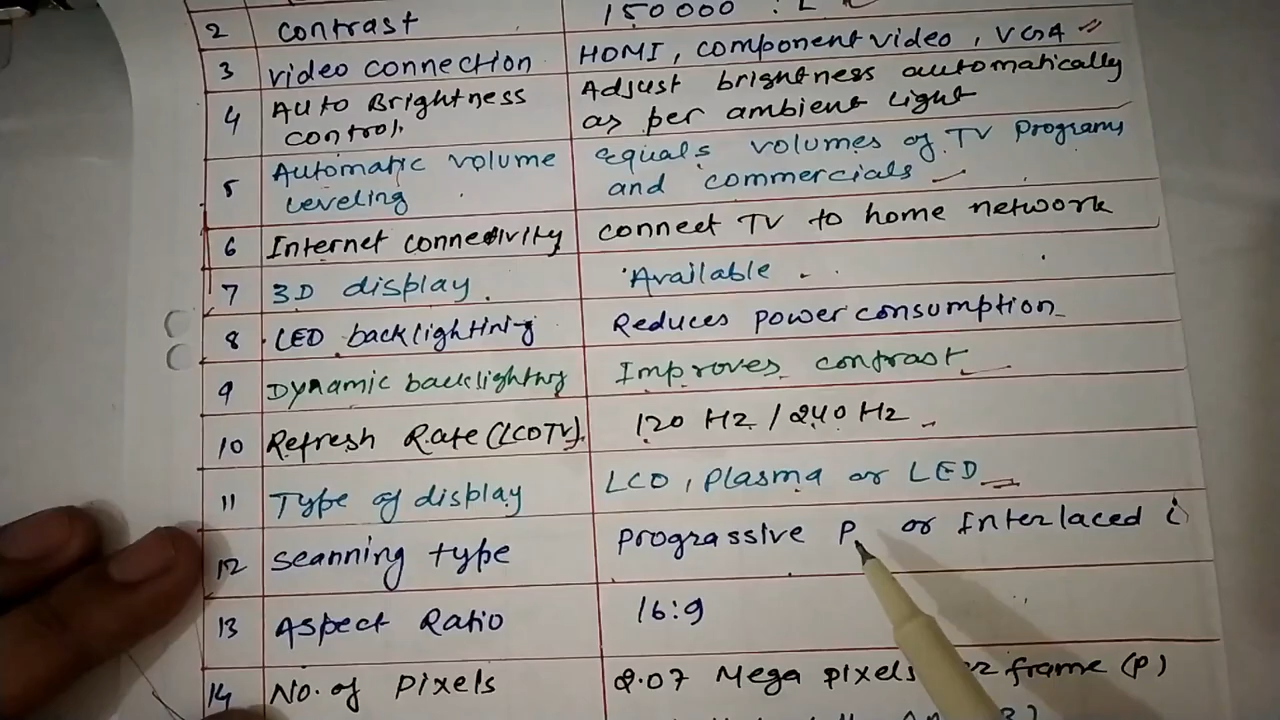 2 contrast 150000 : 1
3 video connection HDMI, component video, VGA
4 Auto Brightness control. Adjust brightness automatically
as per ambient light
5 Automatic volume leveling equals volumes of TV programs
and commercials
6 Internet connectivity connect TV to home network
7 3D display. Available
8 LED backlighting Reduces power consumption
9 Dynamic backlighting Improves contrast
10 Refresh Rate (LCDTV). 120 Hz / 240 Hz
11 Type of display LCD, Plasma or LED
12 Scanning type prograssive P or Interlaced i
13 Aspect Ratio 16:9
14 No. of Pixels 2.07 Mega pixels frame (P)